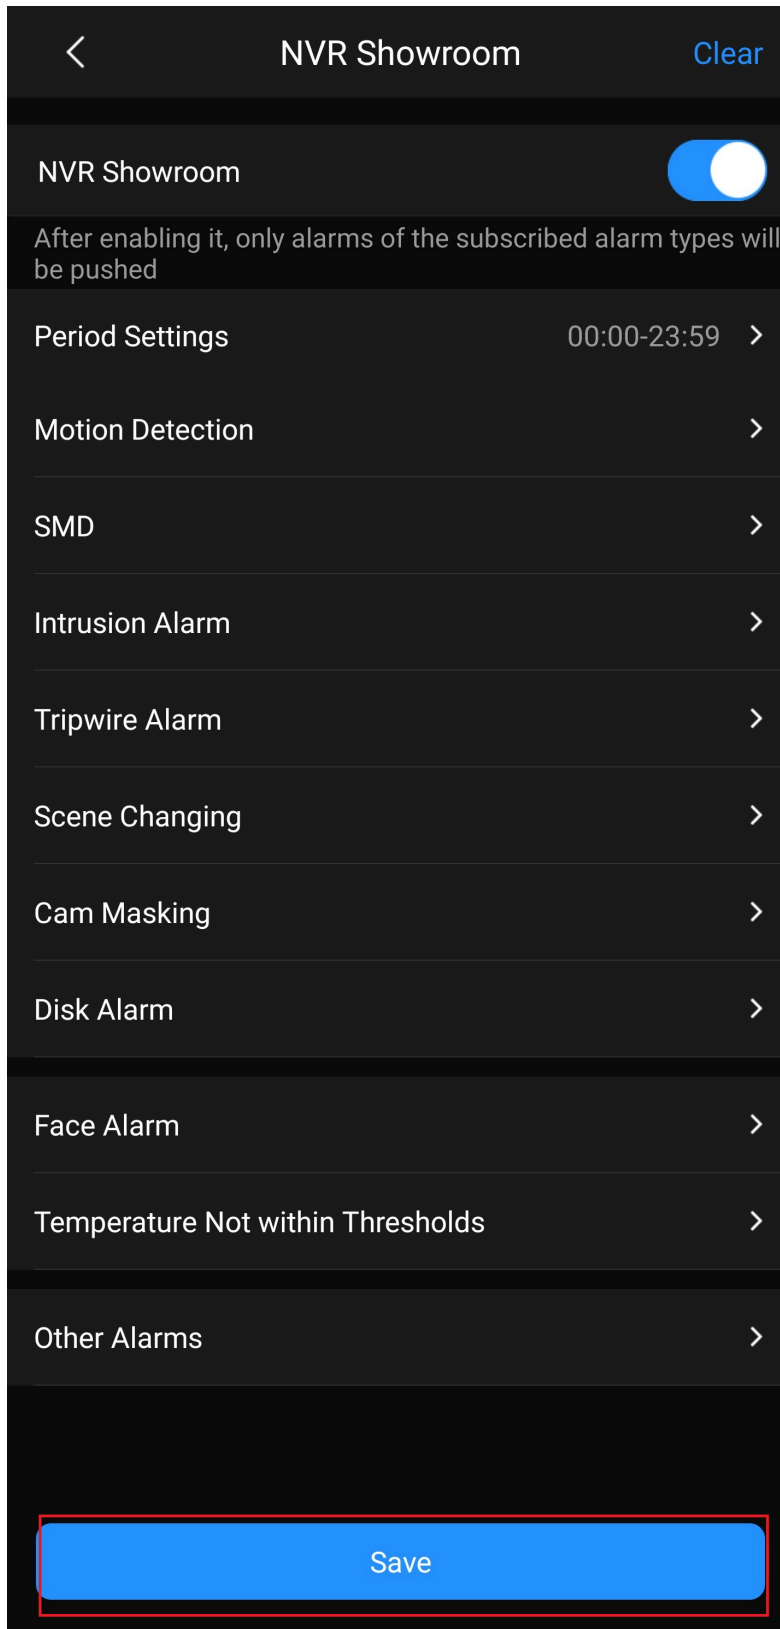 NVR Showroom
Clear
NVR Showroom
After enabling it, only alarms of the subscribed alarm types will
be pushed
Period Settings 00:00-23:59
Motion Detection
SMD
Intrusion Alarm
Tripwire Alarm
Scene Changing
Cam Masking
Disk Alarm
Face Alarm
Temperature Not within Thresholds
Other Alarms
Save